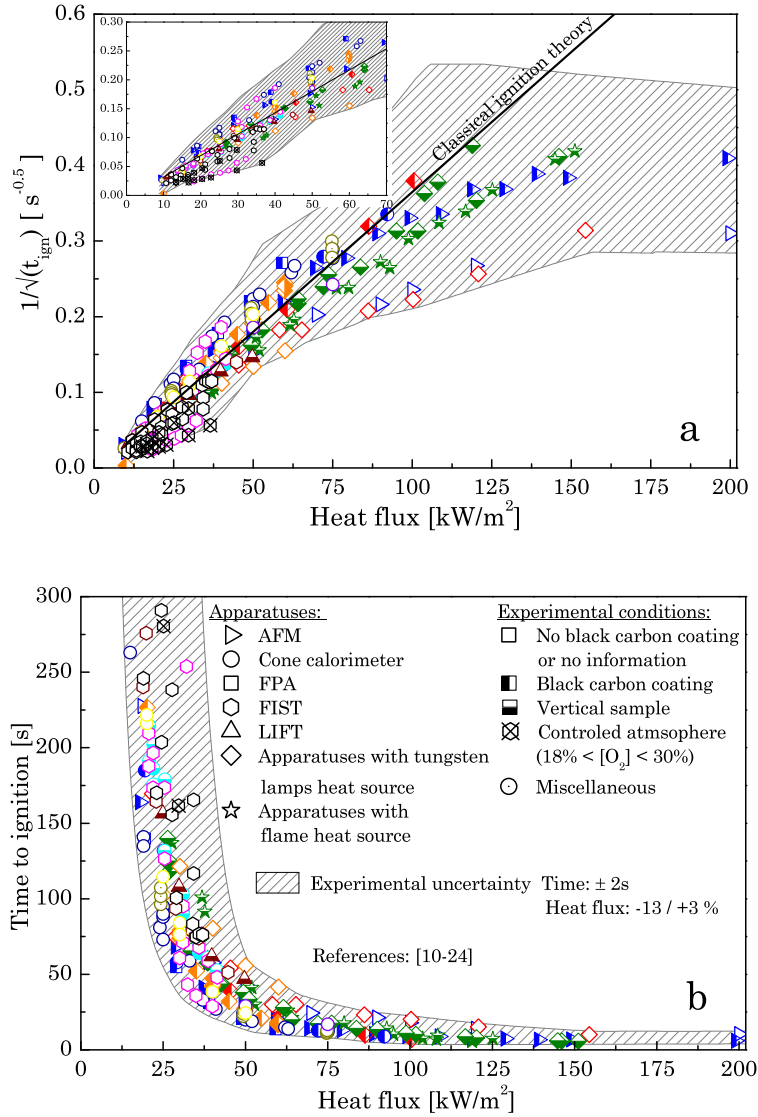 0.6
0.5
0.4
0.3
0.2
0.1
0.0
1/√(t_ign) [ s^-0.5 ]
0.30
0.25
0.20
0.15
0.10
0.05
0.00
0 10 20 30 40 50 60 70
Classical ignition theory
a
0 25 50 75 100 125 150 175 200
Heat flux [kW/m²]
300
250
200
150
100
50
0
Time to ignition [s]
Apparatuses:
AFM
Cone calorimeter
FPA
FIST
LIFT
Apparatuses with tungsten
lamps heat source
Apparatuses with
flame heat source
Experimental conditions:
No black carbon coating
or no information
Black carbon coating
Vertical sample
Controled atmsophere
(18% < [O₂] < 30%)
Miscellaneous
Experimental uncertainty Time: ± 2s
Heat flux: -13 / +3 %
References: [10-24]
b
0 25 50 75 100 125 150 175 200
Heat flux [kW/m²]